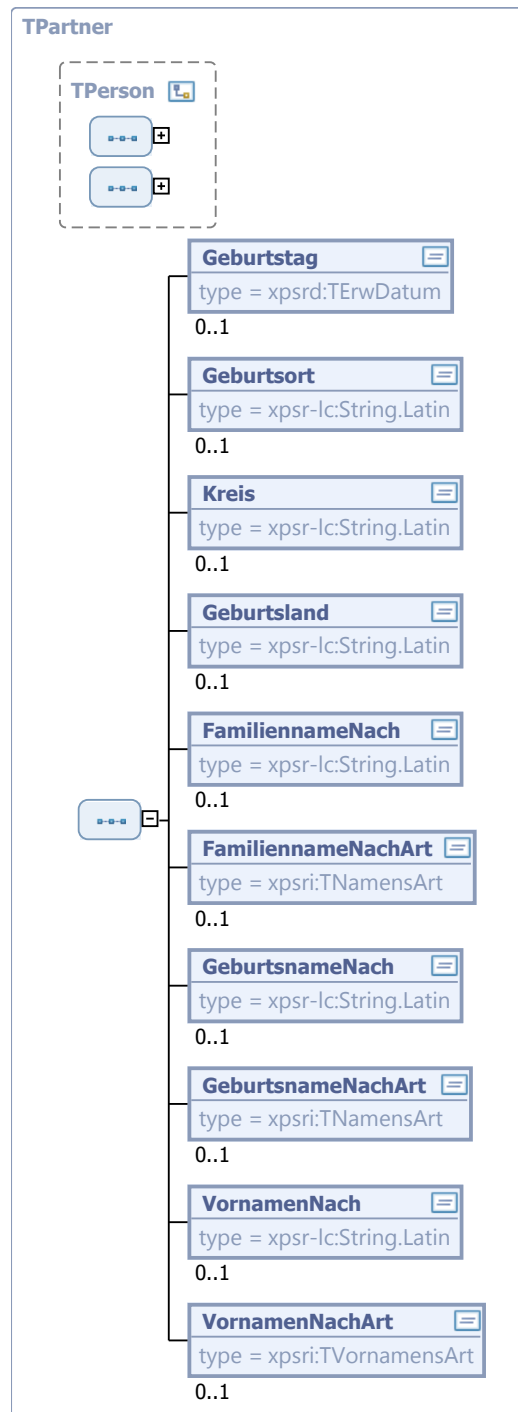 TPartner
TPerson
Geburtstag
type = xpsrd:TErwDatum
0..1
Geburtsort
type = xpsr-lc:String.Latin
0..1
Kreis
type = xpsr-lc:String.Latin
0..1
Geburtsland
type = xpsr-lc:String.Latin
0..1
FamiliennameNach
type = xpsr-lc:String.Latin
0..1
FamiliennameNachArt
type = xpsri:TNamensArt
0..1
GeburtsnameNach
type = xpsr-lc:String.Latin
0..1
GeburtsnameNachArt
type = xpsri:TNamensArt
0..1
VornamenNach
type = xpsr-lc:String.Latin
0..1
VornamenNachArt
type = xpsri:TVornamensArt
0..1